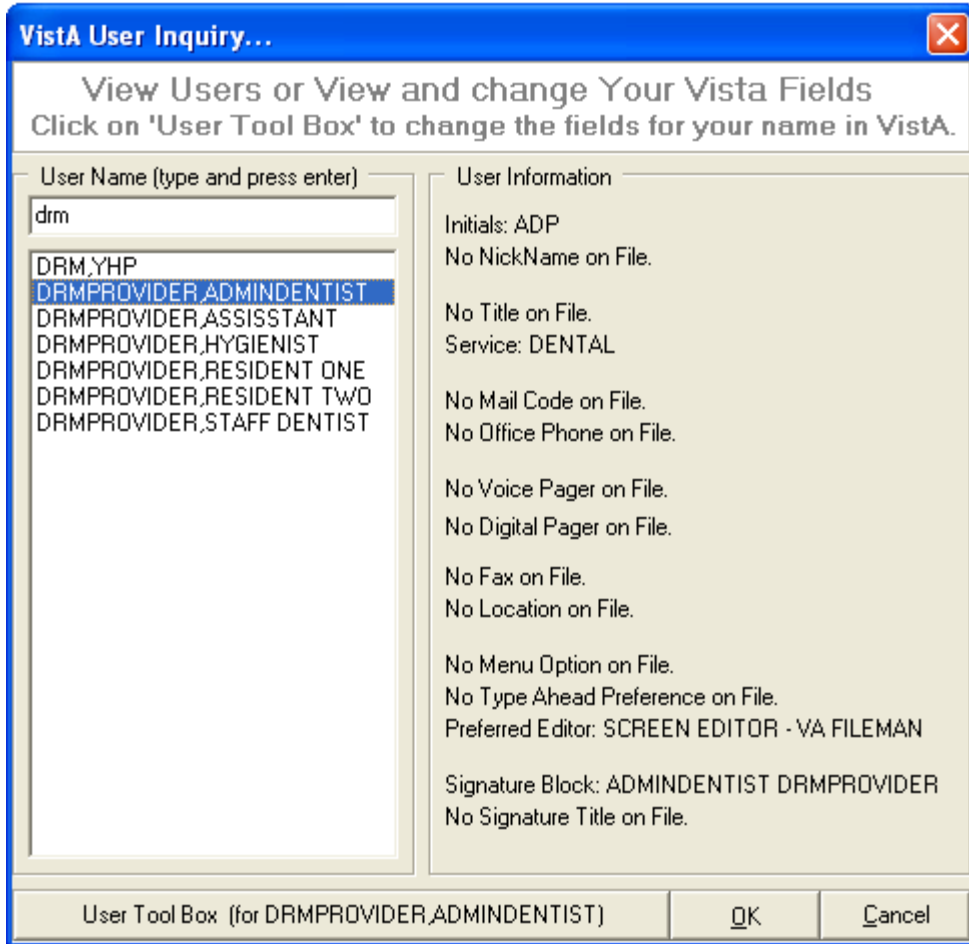 VistA User Inquiry...
View Users or View and change Your Vista Fields
Click on 'User Tool Box' to change the fields for your name in VistA.
User Name (type and press enter)
drm
DRM,YHP
DRMPROVIDER,ADMINDENTIST
DRMPROVIDER,ASSISSTANT
DRMPROVIDER,HYGIENIST
DRMPROVIDER,RESIDENT ONE
DRMPROVIDER,RESIDENT TWO
DRMPROVIDER,STAFF DENTIST
User Information
Initials: ADP
No NickName on File.
No Title on File.
Service: DENTAL
No Mail Code on File.
No Office Phone on File.
No Voice Pager on File.
No Digital Pager on File.
No Fax on File.
No Location on File.
No Menu Option on File.
No Type Ahead Preference on File.
Preferred Editor: SCREEN EDITOR - VA FILEMAN
Signature Block: ADMINDENTIST DRMPROVIDER
No Signature Title on File.
User Tool Box (for DRMPROVIDER,ADMINDENTIST)
OK
Cancel